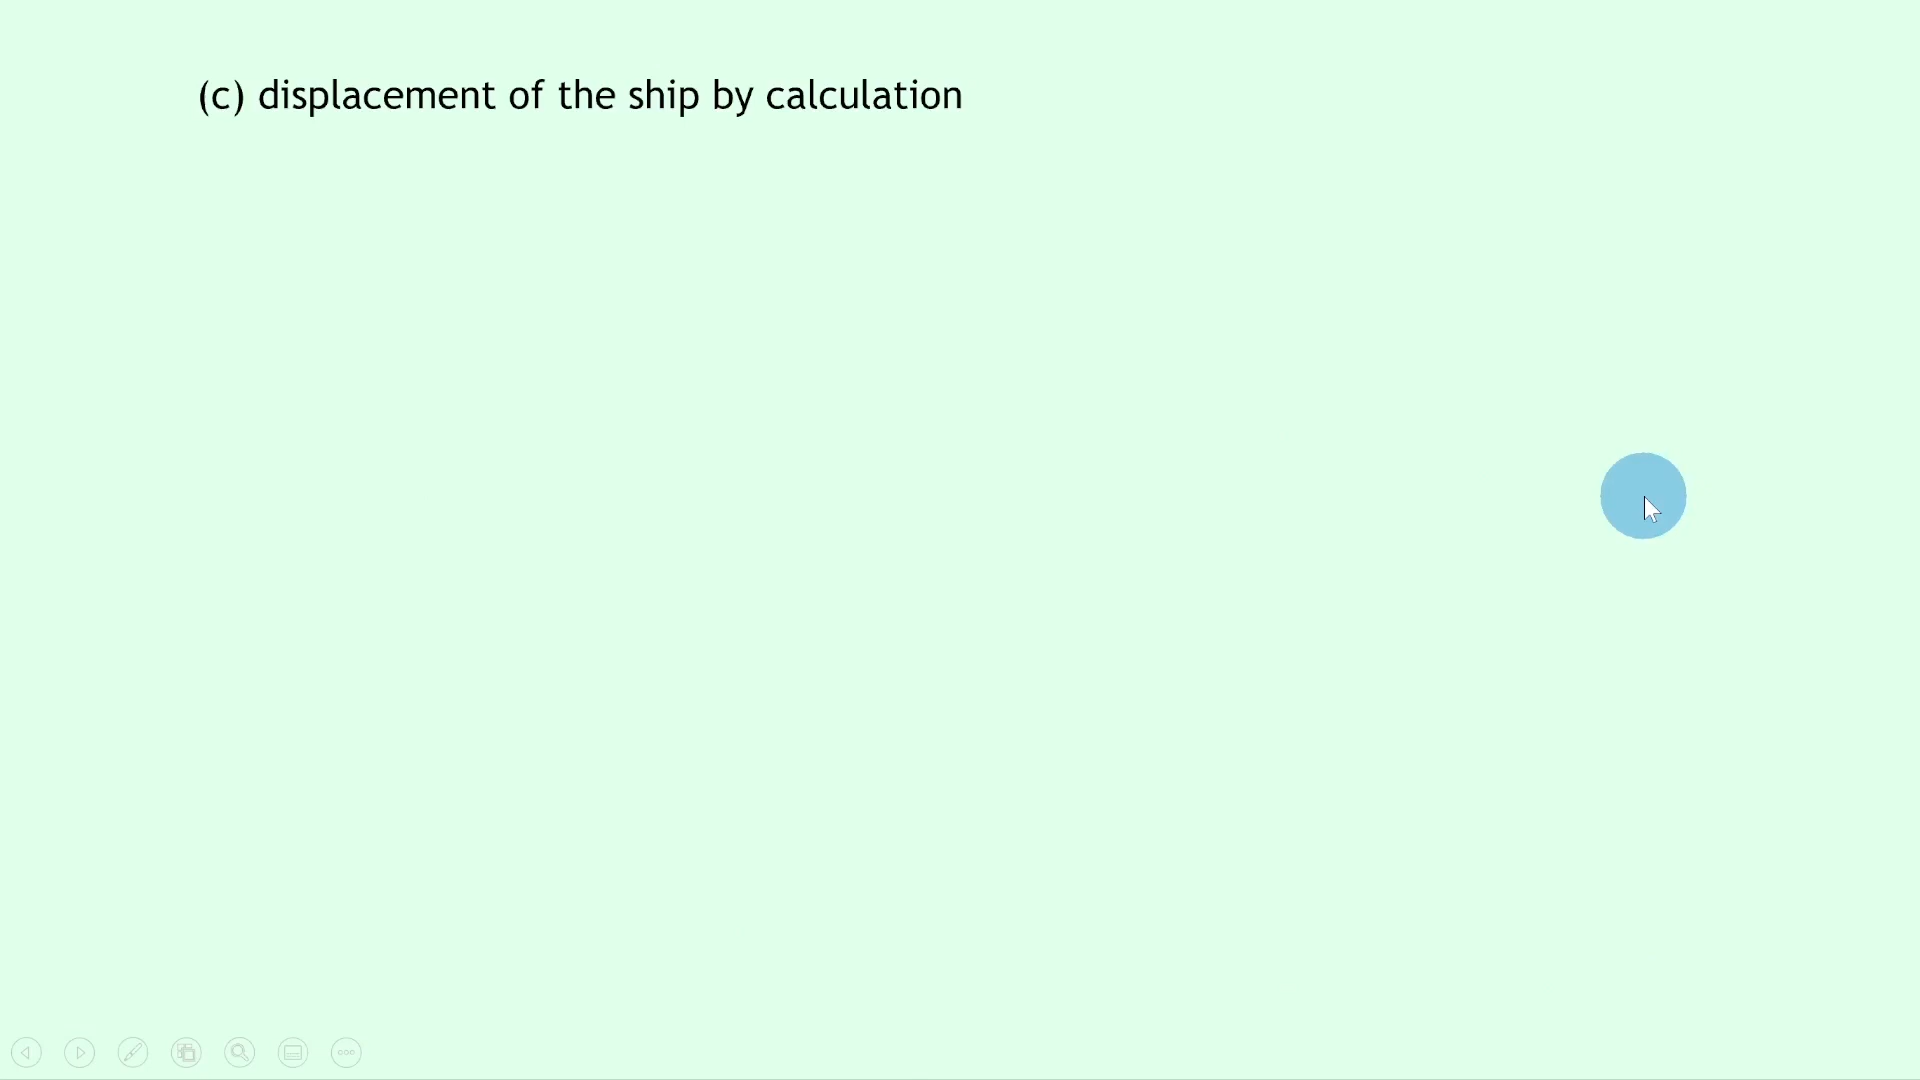 (c) displacement of the ship by calculation